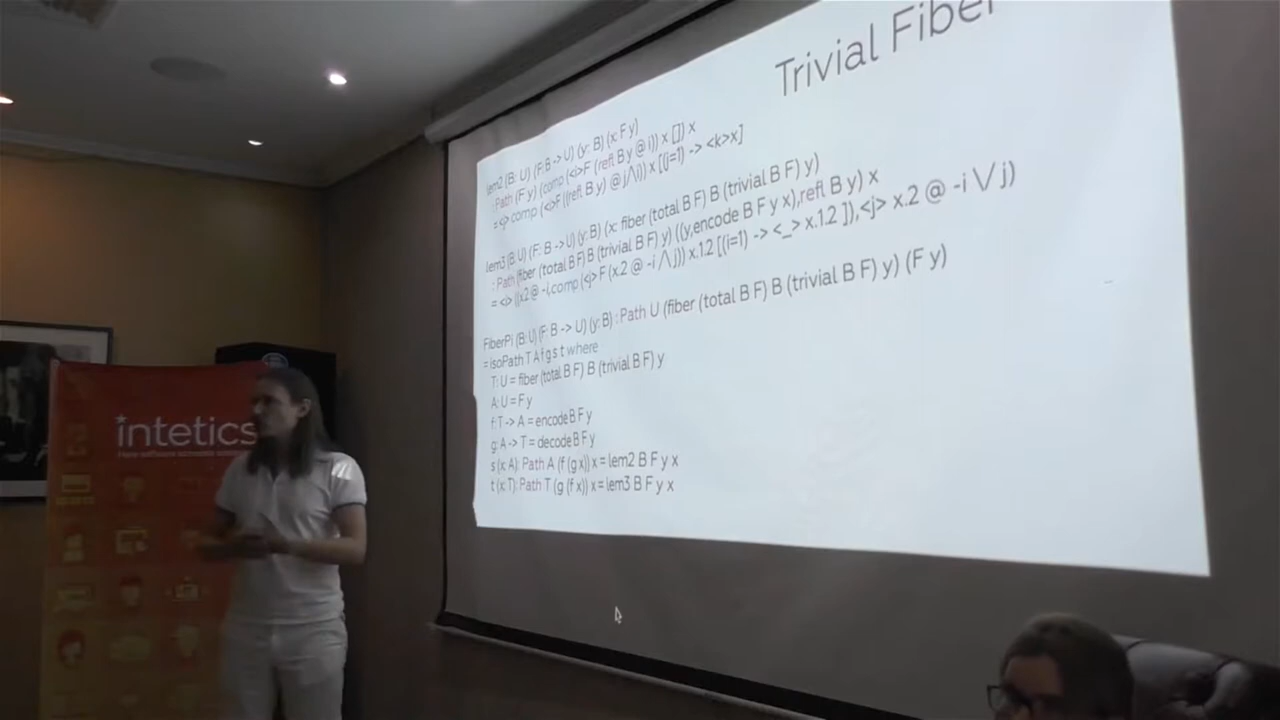 Trivial Fiber
lem2 (B: U) (F: B -> U) (y: B) (x: F y)
: Path (F y) (comp (<i>F (refl B y @ i)) x []) x
= <j> comp (<i>F ((refl B y) @ j/\i)) x [(j=1) -> <k>x]
lem3 (B: U) (F: B -> U) (y: B) (x: fiber (total B F) B (trivial B F) y)
: Path (fiber (total B F) B (trivial B F) y) ((y,encode B F y x),refl B y) x
= <i> ((x.2 @ -i,comp (<j> F (x.2 @ -i /\ j)) x.1.2 [(i=1) -> <_> x.1.2 ]),<j> x.2 @ -i \/ j)
FiberPi (B: U) (F: B -> U) (y: B) : Path U (fiber (total B F) B (trivial B F) y) (F y)
= isoPath T A f g s t where
T: U = fiber (total B F) B (trivial B F) y
A: U = F y
f: T -> A = encode B F y
g: A -> T = decode B F y
s (x: A): Path A (f (g x)) x = lem2 B F y x
t (x: T): Path T (g (f x)) x = lem3 B F y x
intetics